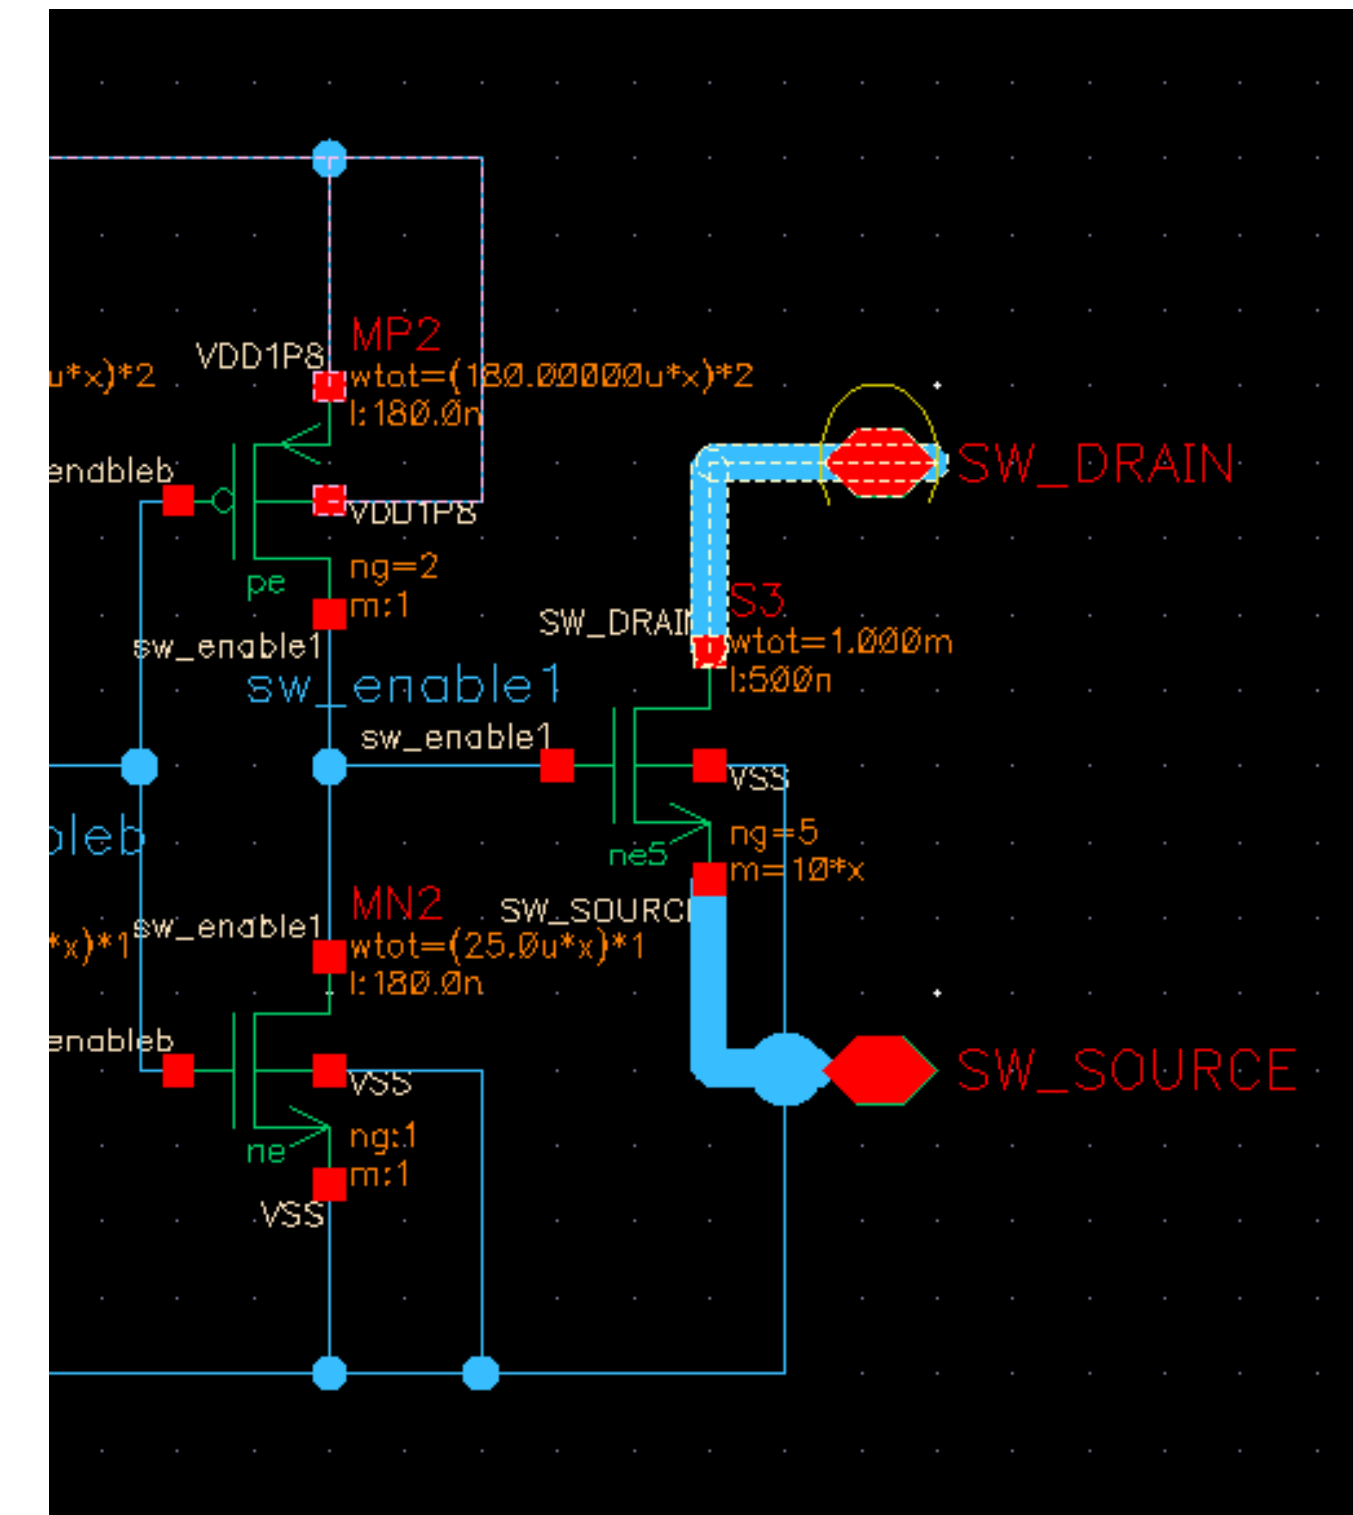 MP2
VDD1P8
u*x)*2
wtot=(180.00000u*x)*2
l:180.0n
SW_DRAIN
enableb
VDD1P8
ng=2
pe
m:1
S3
SW_DRAIN
wtot=1.000m
sw_enable1
sw_enable1
l:500n
sw_enable1
VSS
bleb
ng=5
ne5
m=10*x
MN2
SW_SOURCE
sw_enable1
*x)*1
wtot=(25.0u*x)*1
l:180.0n
enableb
SW_SOURCE
VSS
ng:1
ne
m:1
VSS